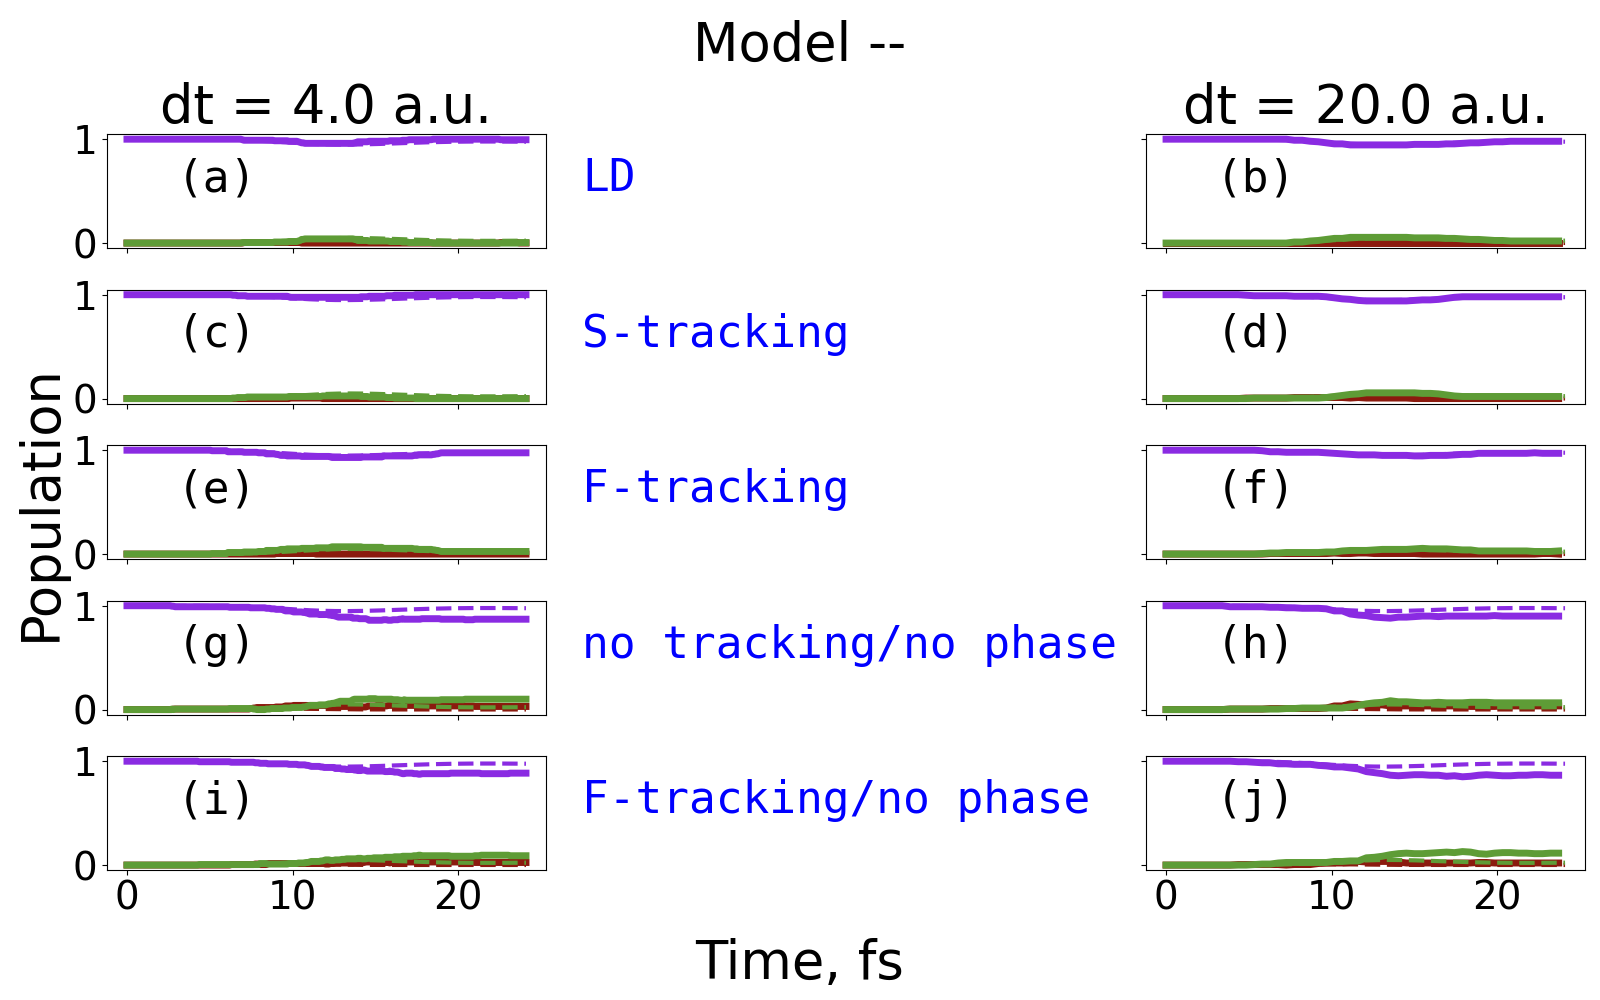 Model --
dt = 4.0 a.u.
dt = 20.0 a.u.
1
(a)
0
LD
(b)
1
(c)
0
S-tracking
(d)
Population
1
(e)
0
F-tracking
(f)
1
(g)
0
no tracking/no phase
(h)
1
(i)
0
F-tracking/no phase
(j)
0 10 20
0 10 20
Time, fs